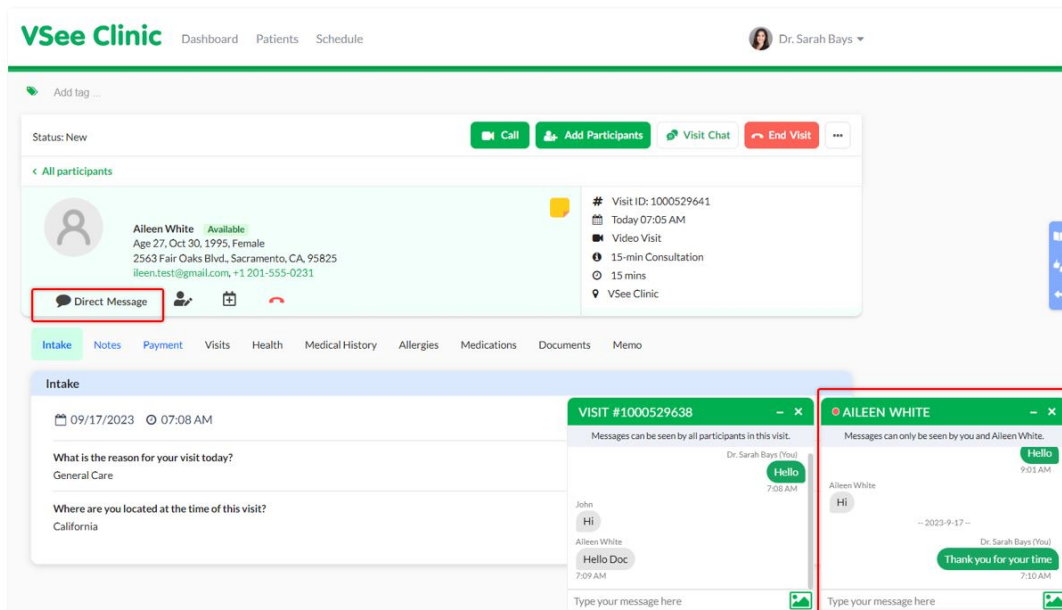 VSee Clinic Dashboard Patients Schedule Dr. Sarah Bays
Add tag ...
Status: New Call Add Participants Visit Chat End Visit ...
< All participants
Aileen White Available
Age 27, Oct 30, 1995, Female
2563 Fair Oaks Blvd., Sacramento, CA, 95825
ileen.test@gmail.com, +1 201-555-0231
Direct Message
# Visit ID: 1000529641
Today 07:05 AM
Video Visit
15-min Consultation
15 mins
VSee Clinic
Intake Notes Payment Visits Health Medical History Allergies Medications Documents Memo
Intake
09/17/2023 07:08 AM
What is the reason for your visit today?
General Care
Where are you located at the time of this visit?
California
VISIT #1000529638 – ×
Messages can be seen by all participants in this visit.
Dr. Sarah Bays (You)
Hello
7:08 AM
John
Hi
Aileen White
Hello Doc
7:09 AM
Type your message here
AILEEN WHITE – ×
Messages can only be seen by you and Aileen White.
Hello
9:01 AM
Aileen White
Hi
-- 2023-9-17 --
Dr. Sarah Bays (You)
Thank you for your time
7:10 AM
Type your message here